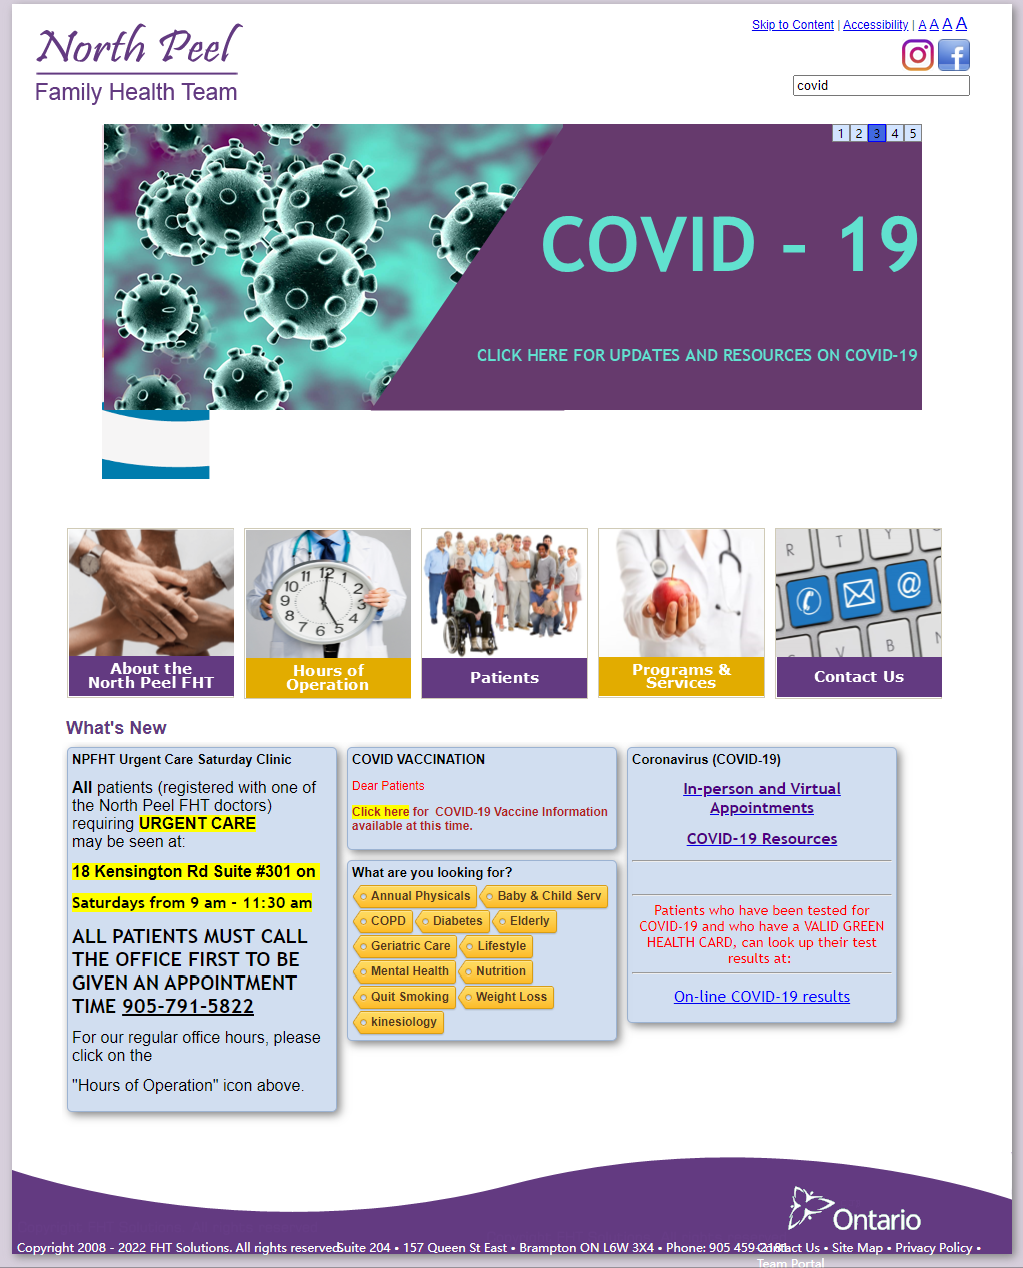 North Peel
Family Health Team
Skip to Content | Accessibility | A A A A
covid
1 2 3 4 5
COVID - 19
CLICK HERE FOR UPDATES AND RESOURCES ON COVID-19
About the
North Peel FHT
Hours of
Operation
Patients
Programs &
Services
Contact Us
What's New
NPFHT Urgent Care Saturday Clinic
All patients (registered with one of
the North Peel FHT doctors)
requiring URGENT CARE
may be seen at:
18 Kensington Rd Suite #301 on
Saturdays from 9 am - 11:30 am
ALL PATIENTS MUST CALL
THE OFFICE FIRST TO BE
GIVEN AN APPOINTMENT
TIME 905-791-5822
For our regular office hours, please
click on the
"Hours of Operation" icon above.
COVID VACCINATION
Dear Patients
Click here for COVID-19 Vaccine Information
available at this time.
What are you looking for?
Annual Physicals Baby & Child Serv
COPD Diabetes Elderly
Geriatric Care Lifestyle
Mental Health Nutrition
Quit Smoking Weight Loss
kinesiology
Coronavirus (COVID-19)
In-person and Virtual
Appointments
COVID-19 Resources
Patients who have been tested for
COVID-19 and who have a VALID GREEN
HEALTH CARD, can look up their test
results at:
On-line COVID-19 results
Ontario
Copyright 2008 - 2022 FHT Solutions. All rights reserved
Suite 204 • 157 Queen St East • Brampton ON L6W 3X4 • Phone: 905 459-2191
Contact Us • Site Map • Privacy Policy •
Team Portal